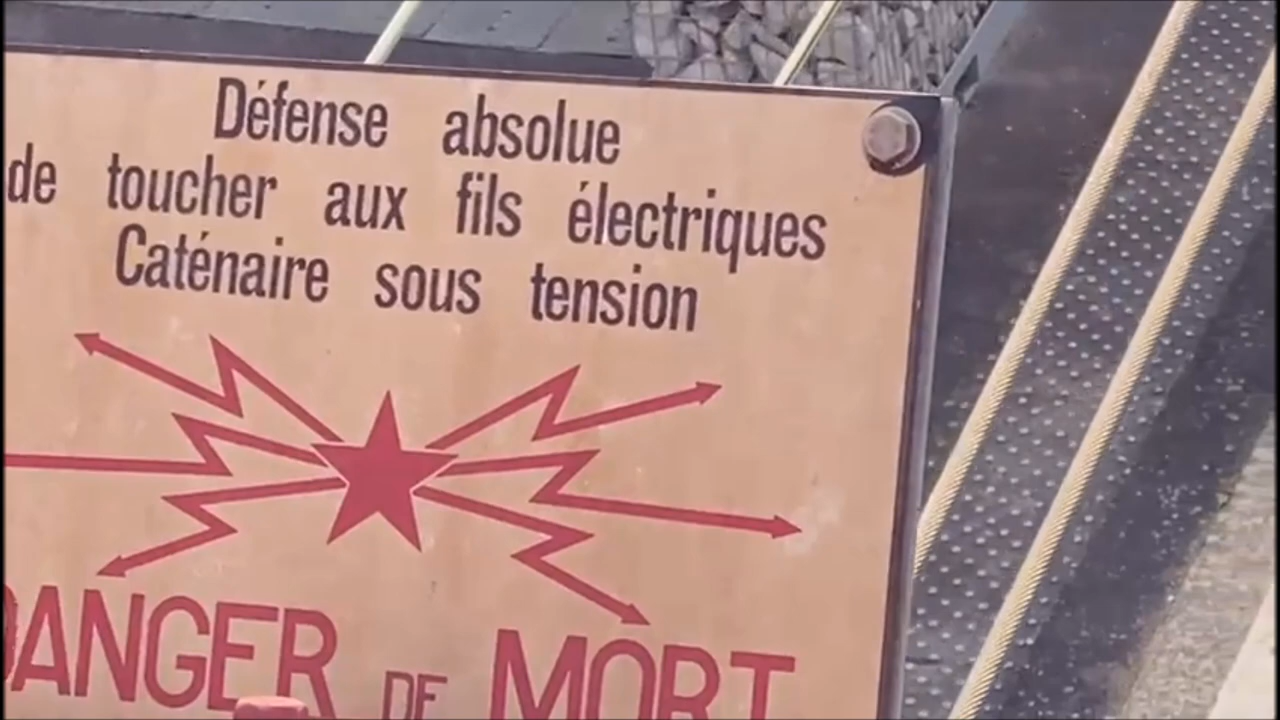 Défense absolue
de toucher aux fils électriques
Caténaire sous tension
DANGER DE MORT